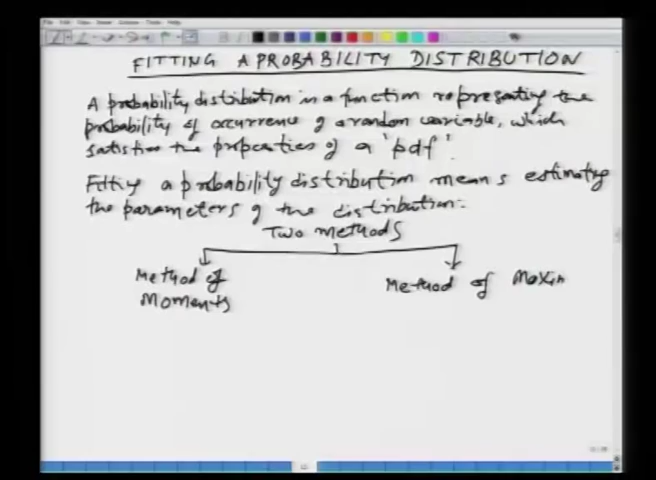 FITTING A PROBABILITY DISTRIBUTION
A probability distribution is a function representing the
probability of occurrence of a random variable, which
satisfies the properties of a 'pdf'.
Fitting a probability distribution means estimating
the parameters of the distribution.
Two methods
Method of Method of Maxim
Moments